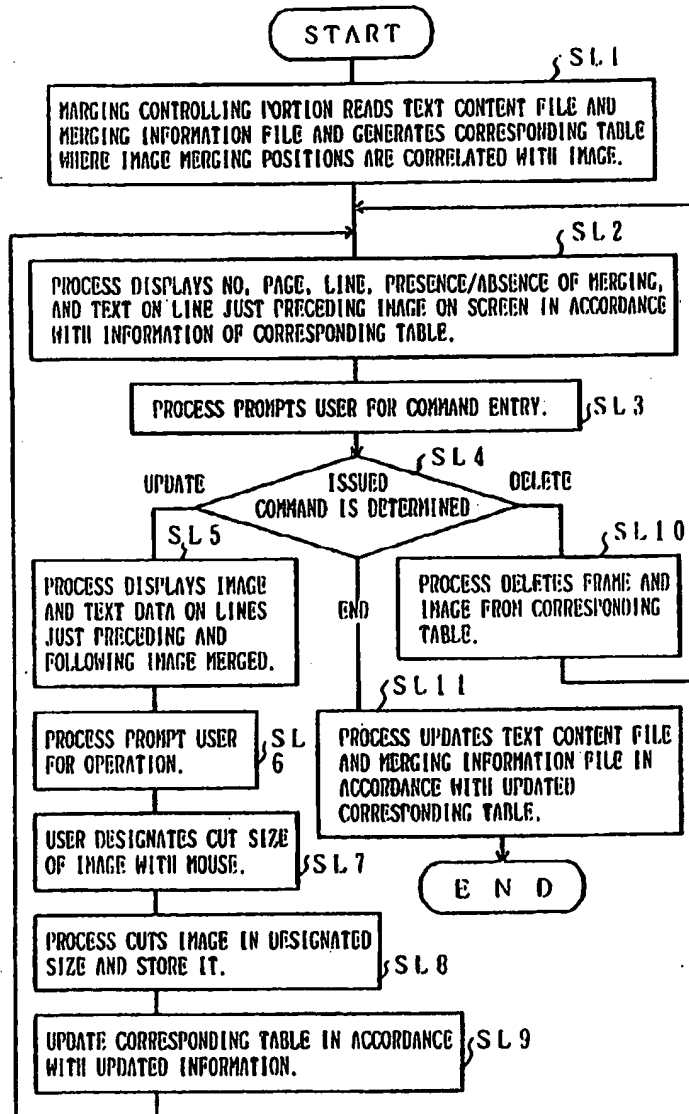 START
SL1
MARGING CONTROLLING PORTION READS TEXT CONTENT FILE AND
MERGING INFORMATION FILE AND GENERATES CORRESPONDING TABLE
WHERE IMAGE MERGING POSITIONS ARE CORRELATED WITH IMAGE.
SL2
PROCESS DISPLAYS NO, PAGE, LINE, PRESENCE/ABSENCE OF MERGING,
AND TEXT ON LINE JUST PRECEDING IMAGE ON SCREEN IN ACCORDANCE
WITH INFORMATION OF CORRESPONDING TABLE.
PROCESS PROMPTS USER FOR COMMAND ENTRY.
SL3
SL4
UPDATE
ISSUED
COMMAND IS DETERMINED
DELETE
SL5
PROCESS DISPLAYS IMAGE
AND TEXT DATA ON LINES
JUST PRECEDING AND
FOLLOWING IMAGE MERGED.
END
SL10
PROCESS DELETES FRAME AND
IMAGE FROM CORRESPONDING
TABLE.
PROCESS PROMPT USER
FOR OPERATION.
SL
6
SL11
PROCESS UPDATES TEXT CONTENT FILE
AND MERGING INFORMATION FILE IN
ACCORDANCE WITH UPDATED
CORRESPONDING TABLE.
USER DESIGNATES CUT SIZE
OF IMAGE WITH MOUSE.
SL7
END
PROCESS CUTS IMAGE IN DESIGNATED
SIZE AND STORE IT.
SL8
UPDATE CORRESPONDING TABLE IN ACCORDANCE
WITH UPDATED INFORMATION.
SL9